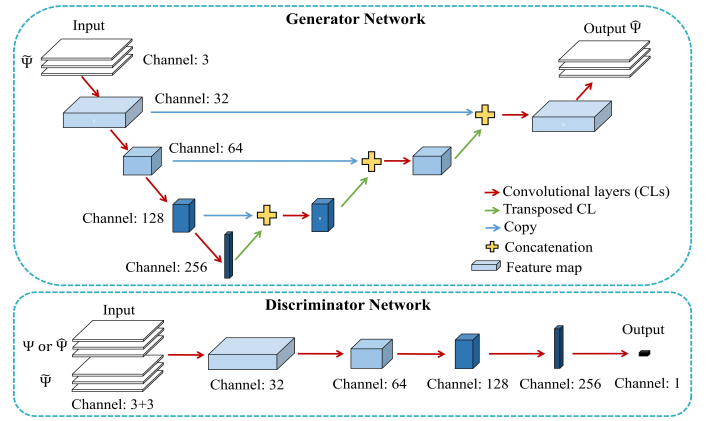 Generator Network
Input
Output Ψ̂
Ψ̃
Channel: 3
Channel: 32
Channel: 64
Channel: 128
Channel: 256
Convolutional layers (CLs)
Transposed CL
Copy
Concatenation
Feature map
Discriminator Network
Input
Output
Ψ or Ψ̂
Ψ̃
Channel: 3+3
Channel: 32
Channel: 64
Channel: 128
Channel: 256
Channel: 1